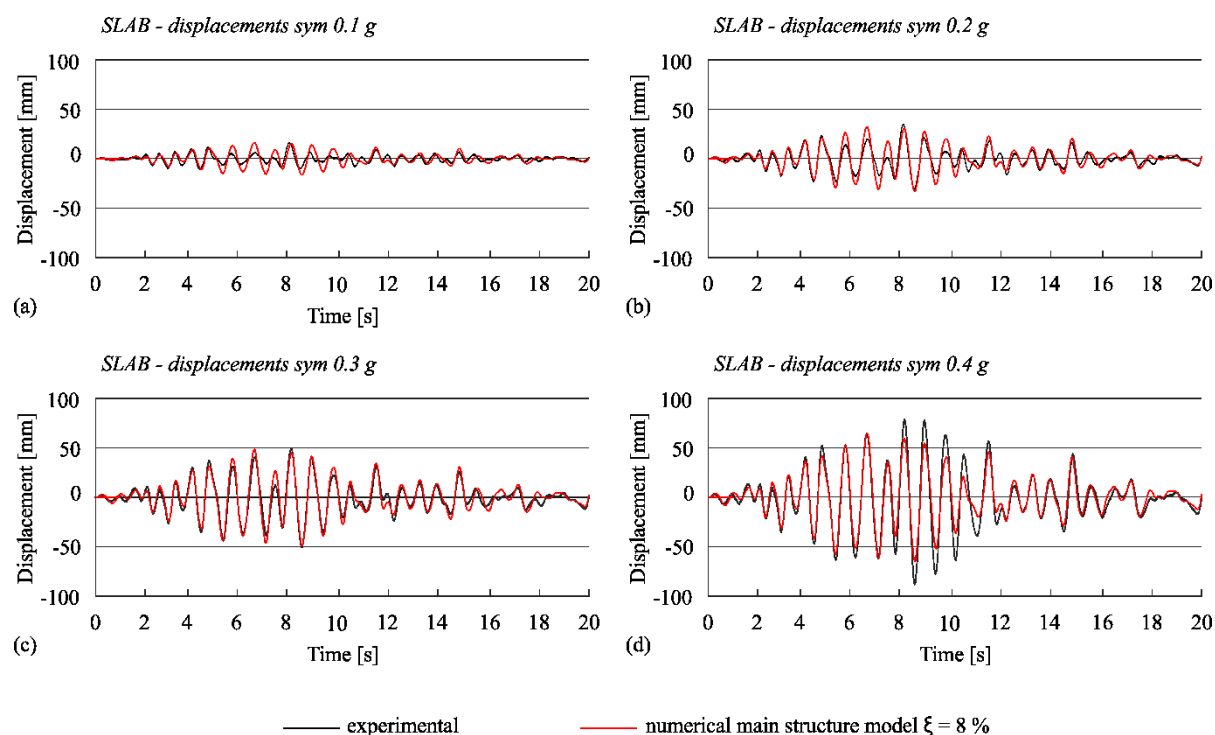 SLAB - displacements sym 0.1 g
Displacement [mm]
100
50
0
-50
-100
0 2 4 6 8 10 12 14 16 18 20
(a)
Time [s]
SLAB - displacements sym 0.2 g
Displacement [mm]
100
50
0
-50
-100
0 2 4 6 8 10 12 14 16 18 20
(b)
Time [s]
SLAB - displacements sym 0.3 g
Displacement [mm]
100
50
0
-50
-100
0 2 4 6 8 10 12 14 16 18 20
(c)
Time [s]
SLAB - displacements sym 0.4 g
Displacement [mm]
100
50
0
-50
-100
0 2 4 6 8 10 12 14 16 18 20
(d)
Time [s]
experimental
numerical main structure model ξ = 8 %